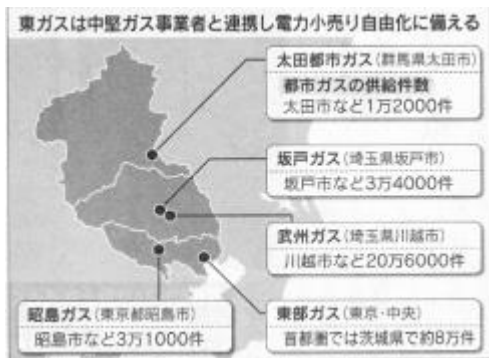 東ガスは中堅ガス事業者と連携し電力小売り自由化に備える
太田都市ガス(群馬県太田市)
都市ガスの供給件数
太田市など1万2000件
坂戸ガス(埼玉県坂戸市)
坂戸市など3万4000件
武州ガス(埼玉県川越市)
川越市など20万6000件
昭島ガス(東京都昭島市)
昭島市など3万1000件
東部ガス(東京・中央)
首都圏では茨城県で約8万件